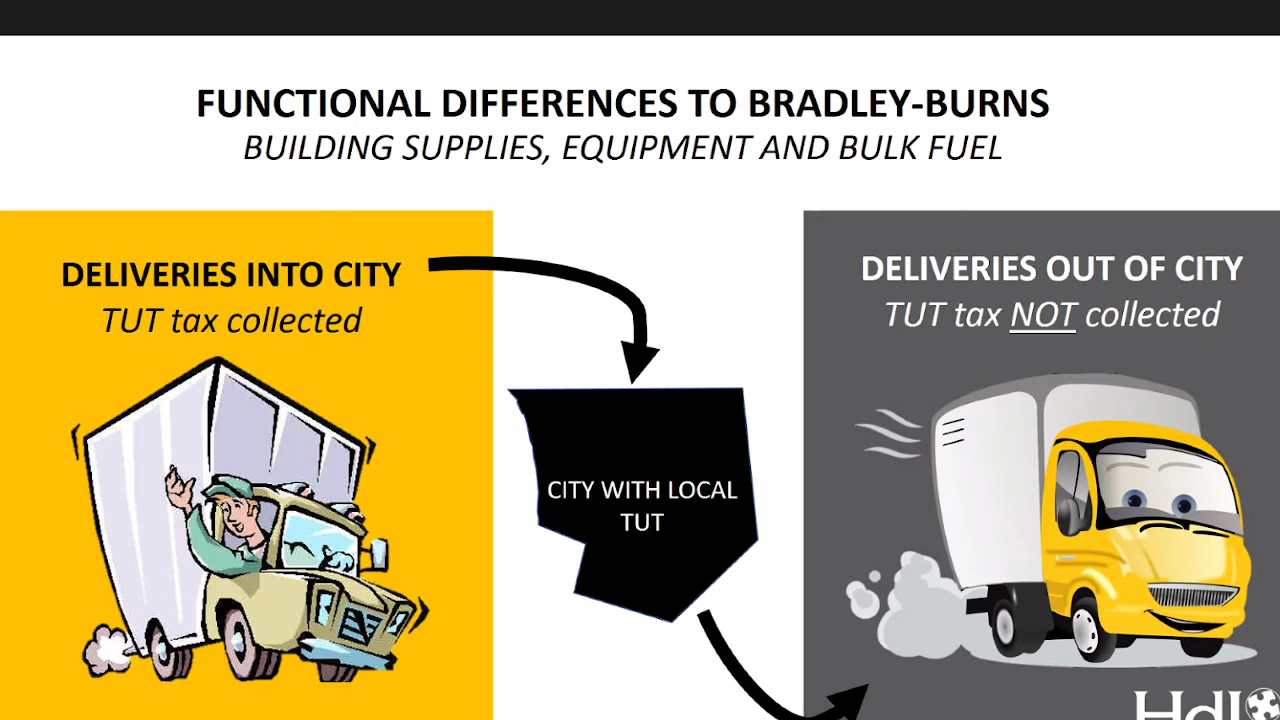 FUNCTIONAL DIFFERENCES TO BRADLEY-BURNS
BUILDING SUPPLIES, EQUIPMENT AND BULK FUEL
DELIVERIES INTO CITY
TUT tax collected
CITY WITH LOCAL
TUT
DELIVERIES OUT OF CITY
TUT tax NOT collected
HdL